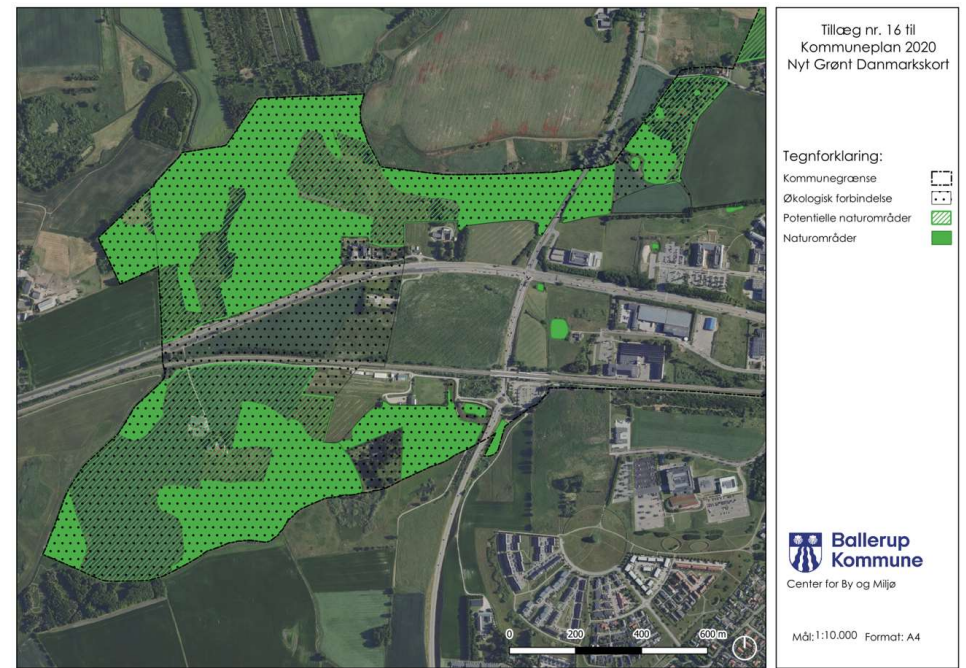 Tillæg nr. 16 til
Kommuneplan 2020
Nyt Grønt Danmarkskort
Tegnforklaring:
Kommunegrænse
Økologisk forbindelse
Potentielle naturområder
Naturområder
Ballerup
Kommune
Center for By og Miljø
Mål: 1:10.000 Format: A4
0 200 400 600 m